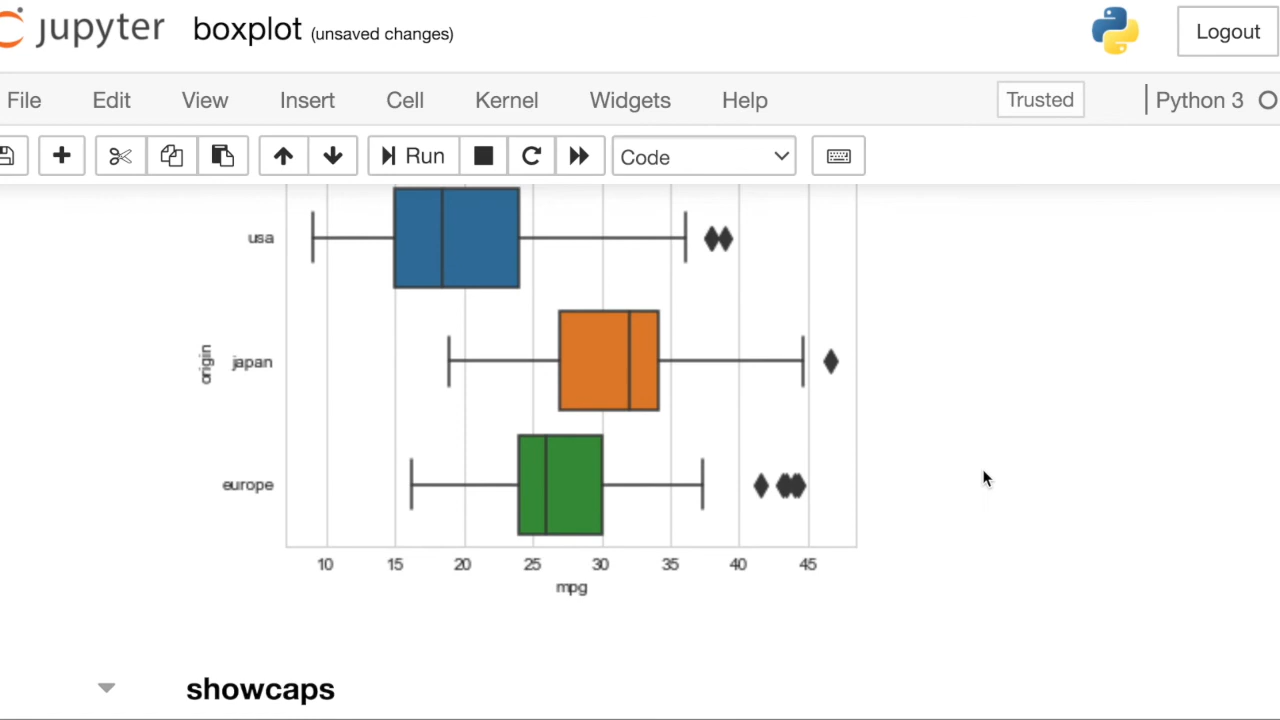 jupyter boxplot (unsaved changes) Logout
File Edit View Insert Cell Kernel Widgets Help Trusted Python 3
Run Code
usa
origin
japan
europe
10 15 20 25 30 35 40 45
mpg
showcaps